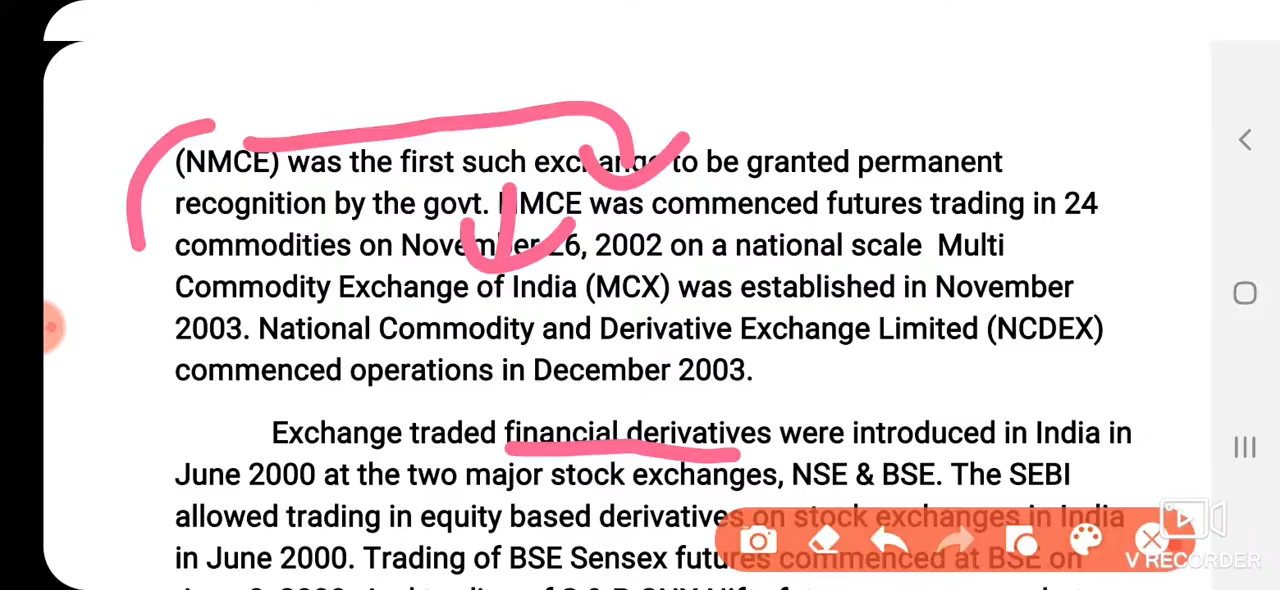 (NMCE) was the first such exchange to be granted permanent
recognition by the govt. NMCE was commenced futures trading in 24
commodities on November 26, 2002 on a national scale Multi
Commodity Exchange of India (MCX) was established in November
2003. National Commodity and Derivative Exchange Limited (NCDEX)
commenced operations in December 2003.
Exchange traded financial derivatives were introduced in India in
June 2000 at the two major stock exchanges, NSE & BSE. The SEBI
allowed trading in equity based derivatives on stock exchanges in India
in June 2000. Trading of BSE Sensex futures commenced at BSE on
V RECORDER